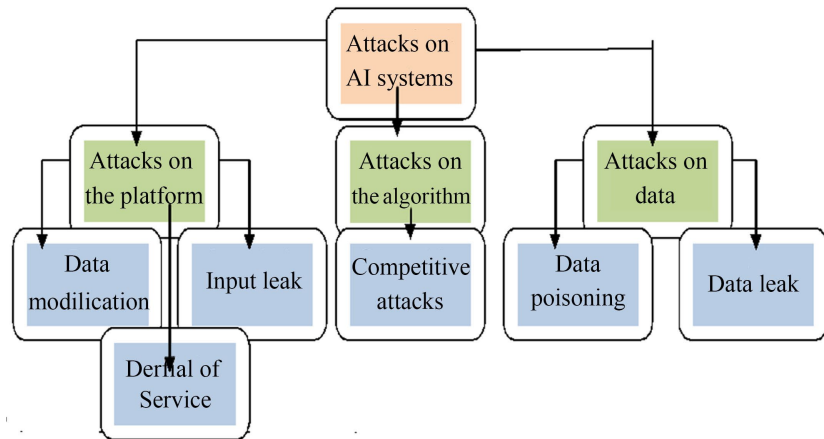 Attacks on
AI systems
Attacks on
the platform
Attacks on
the algorithm
Attacks on
data
Data
modilication
Input leak
Competitive
attacks
Data
poisoning
Data leak
Derfial of
Service